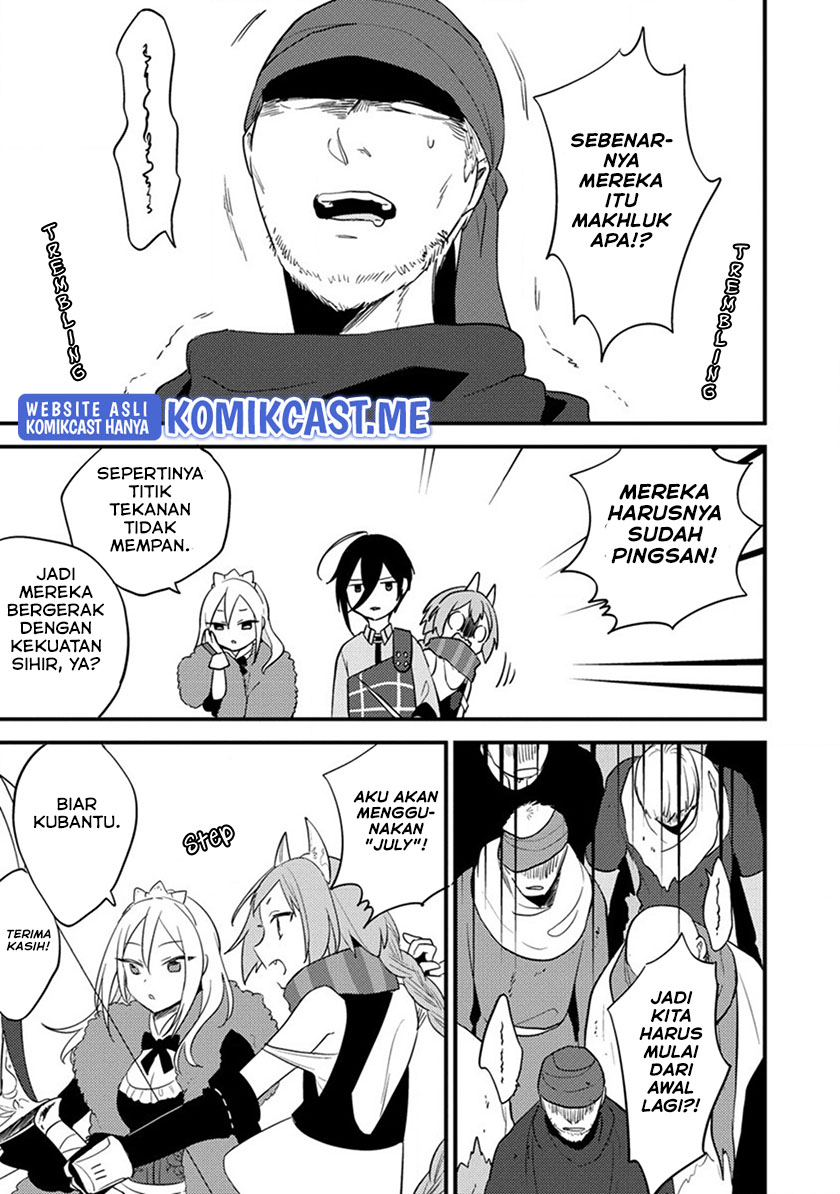 SEBENAR-
NYA
MEREKA
ITU
MAKHLUK
APA!?
TREMBLING
TREMBLING
WEBSITE ASLI
KOMIKCAST HANYA
KOMIKCAST.ME
MEREKA
HARUSNYA
SUDAH
PINGSAN!
SEPERTINYA
TITIK
TEKANAN
TIDAK
MEMPAN.
JADI
MEREKA
BERGERAK
DENGAN
KEKUATAN
SIHIR, YA?
JADI
KITA
HARUS
MULAI
DARI
AWAL
LAGI?!
AKU AKAN
MENGGU-
NAKAN
"JULY"!
Step
BIAR
KUBANTU.
TERIMA
KASIH!